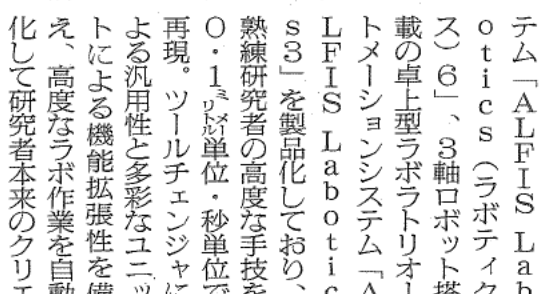 テム「ALFIS Lab
otics(ラボティク
ス)6」、3軸ロボット搭
載の卓上型ラボラトリオー
トメーションシステム「A
LFIS Labotic
s3」を製品化しており、
熟練研究者の高度な手技を
0・1ミリメートル単位・秒単位で
再現。ツールチェンジャに
よる汎用性と多彩なユニッ
トによる機能拡張性を備
え、高度なラボ作業を自動
化して研究者本来のクリエ